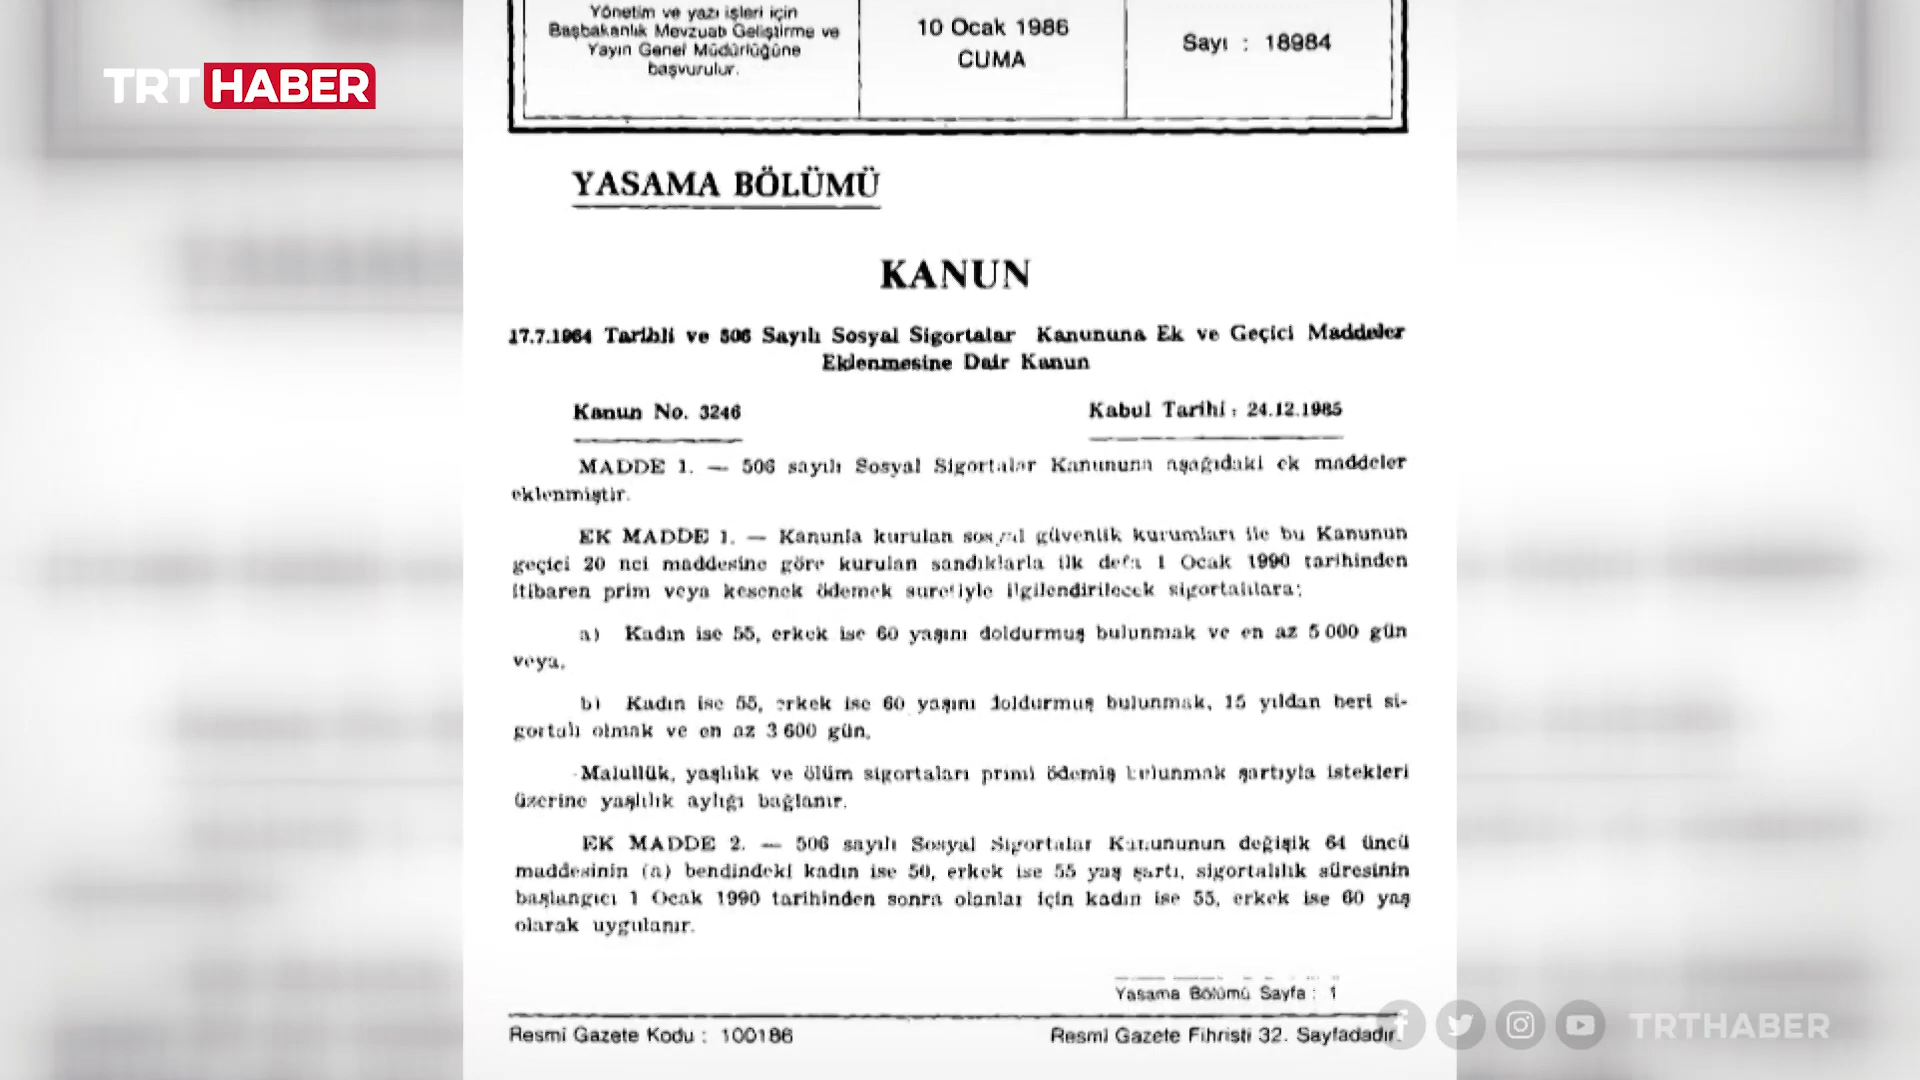 TRT HABER
Yönetim ve yazı işleri için
Başbakanlık Mevzuatı Geliştirme ve
Yayın Genel Müdürlüğüne
başvurulur.
10 Ocak 1986
CUMA
Sayı : 18984
YASAMA BÖLÜMÜ
KANUN
17.7.1964 Tarihli ve 506 Sayılı Sosyal Sigortalar Kanununa Ek ve Geçici Maddeler
Eklenmesine Dair Kanun
Kanun No. 3246
Kabul Tarihi : 24.12.1985
MADDE 1. — 506 sayılı Sosyal Sigortalar Kanununa aşağıdaki ek maddeler
eklenmiştir.
EK MADDE 1. — Kanunla kurulan sosyal güvenlik kurumları ile bu Kanunun
geçici 20 nci maddesine göre kurulan sandıklarla ilk defa 1 Ocak 1990 tarihinden
itibaren prim veya kesenek ödemek suretiyle ilgilendirilecek sigortalılara;
a) Kadın ise 55, erkek ise 60 yaşını doldurmuş bulunmak ve en az 5 000 gün
veya,
b) Kadın ise 55, erkek ise 60 yaşını doldurmuş bulunmak, 15 yıldan beri si-
gortalı olmak ve en az 3 600 gün,
Malullük, yaşlılık ve ölüm sigortaları primi ödemiş bulunmak şartıyla istekleri
üzerine yaşlılık aylığı bağlanır.
EK MADDE 2. — 506 sayılı Sosyal Sigortalar Kanununun değişik 64 üncü
maddesinin (a) bendindeki kadın ise 50, erkek ise 55 yaş şartı, sigortalılık süresinin
başlangıcı 1 Ocak 1990 tarihinden sonra olanlar için kadın ise 55, erkek ise 60 yaş
olarak uygulanır.
Yasama Bölümü Sayfa : 1
Resmi Gazete Kodu : 100186
Resmi Gazete Fihristi 32. Sayfadadır.
TRTHABER